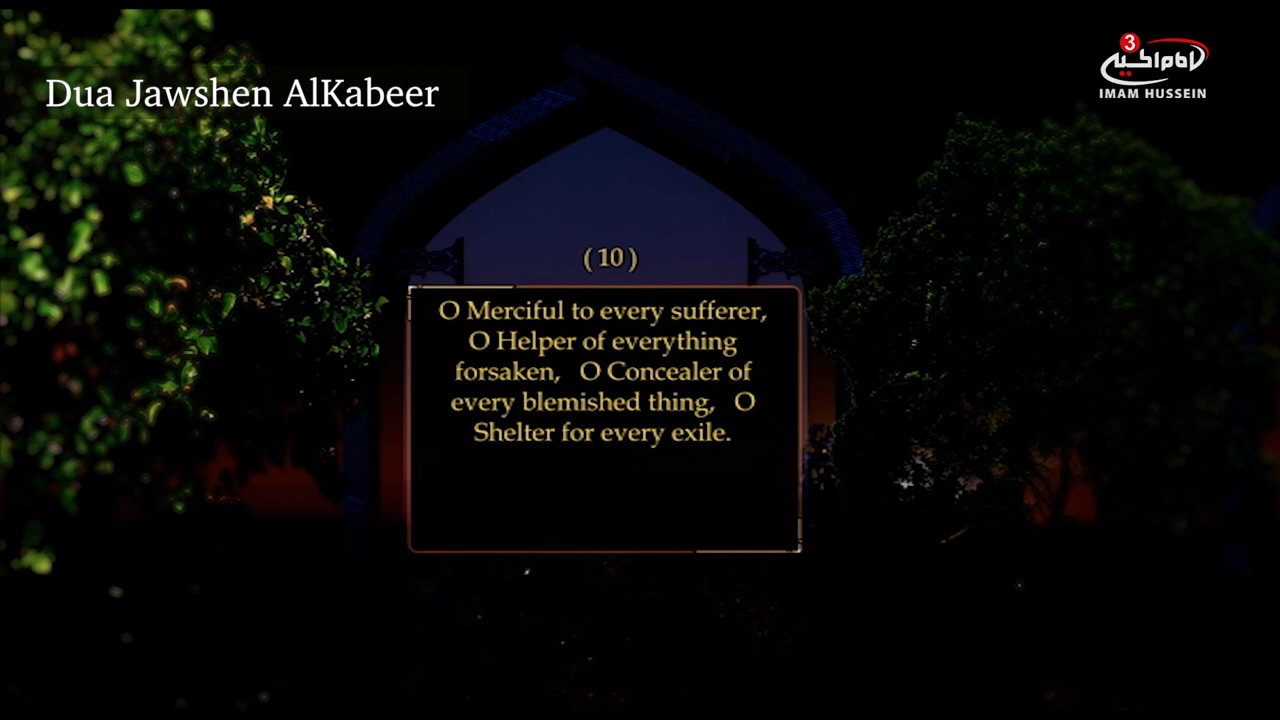 Dua Jawshen AlKabeer
3
IMAM HUSSEIN
( 10 )
O Merciful to every sufferer,
O Helper of everything
forsaken, O Concealer of
every blemished thing, O
Shelter for every exile.